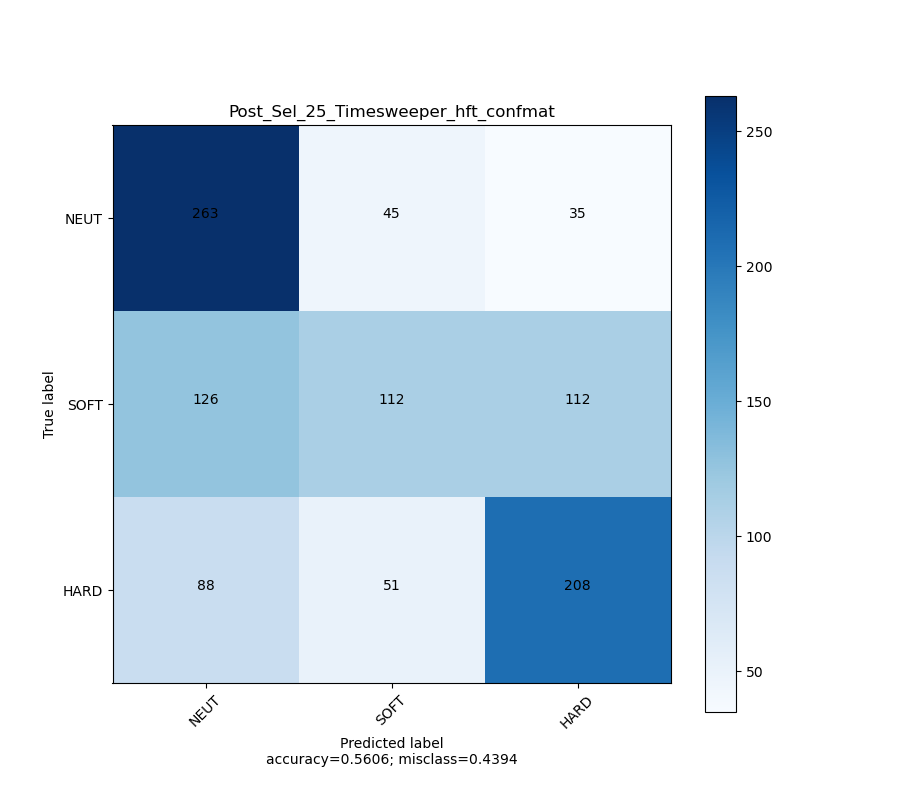 Post_Sel_25_Timesweeper_hft_confmat
250
NEUT 263 45 35
200
True label
SOFT 126 112 112
150
100
HARD 88 51 208
50
NEUT SOFT HARD
Predicted label
accuracy=0.5606; misclass=0.4394